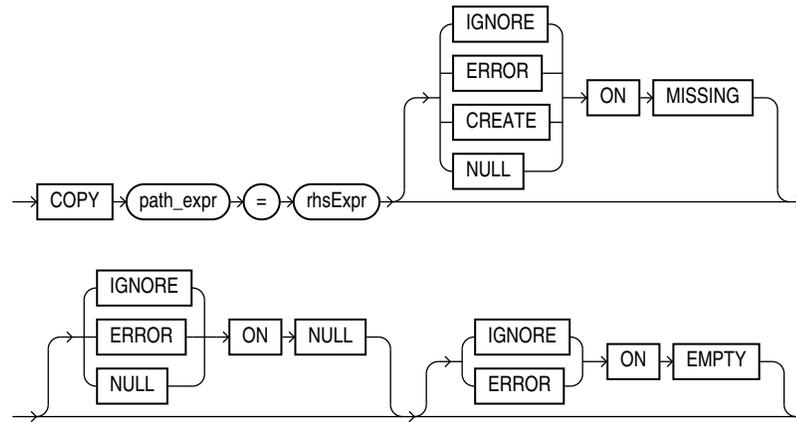 IGNORE
ERROR
CREATE
NULL
ON MISSING
COPY path_expr = rhsExpr
IGNORE
ERROR
NULL
ON NULL
IGNORE
ERROR
ON EMPTY